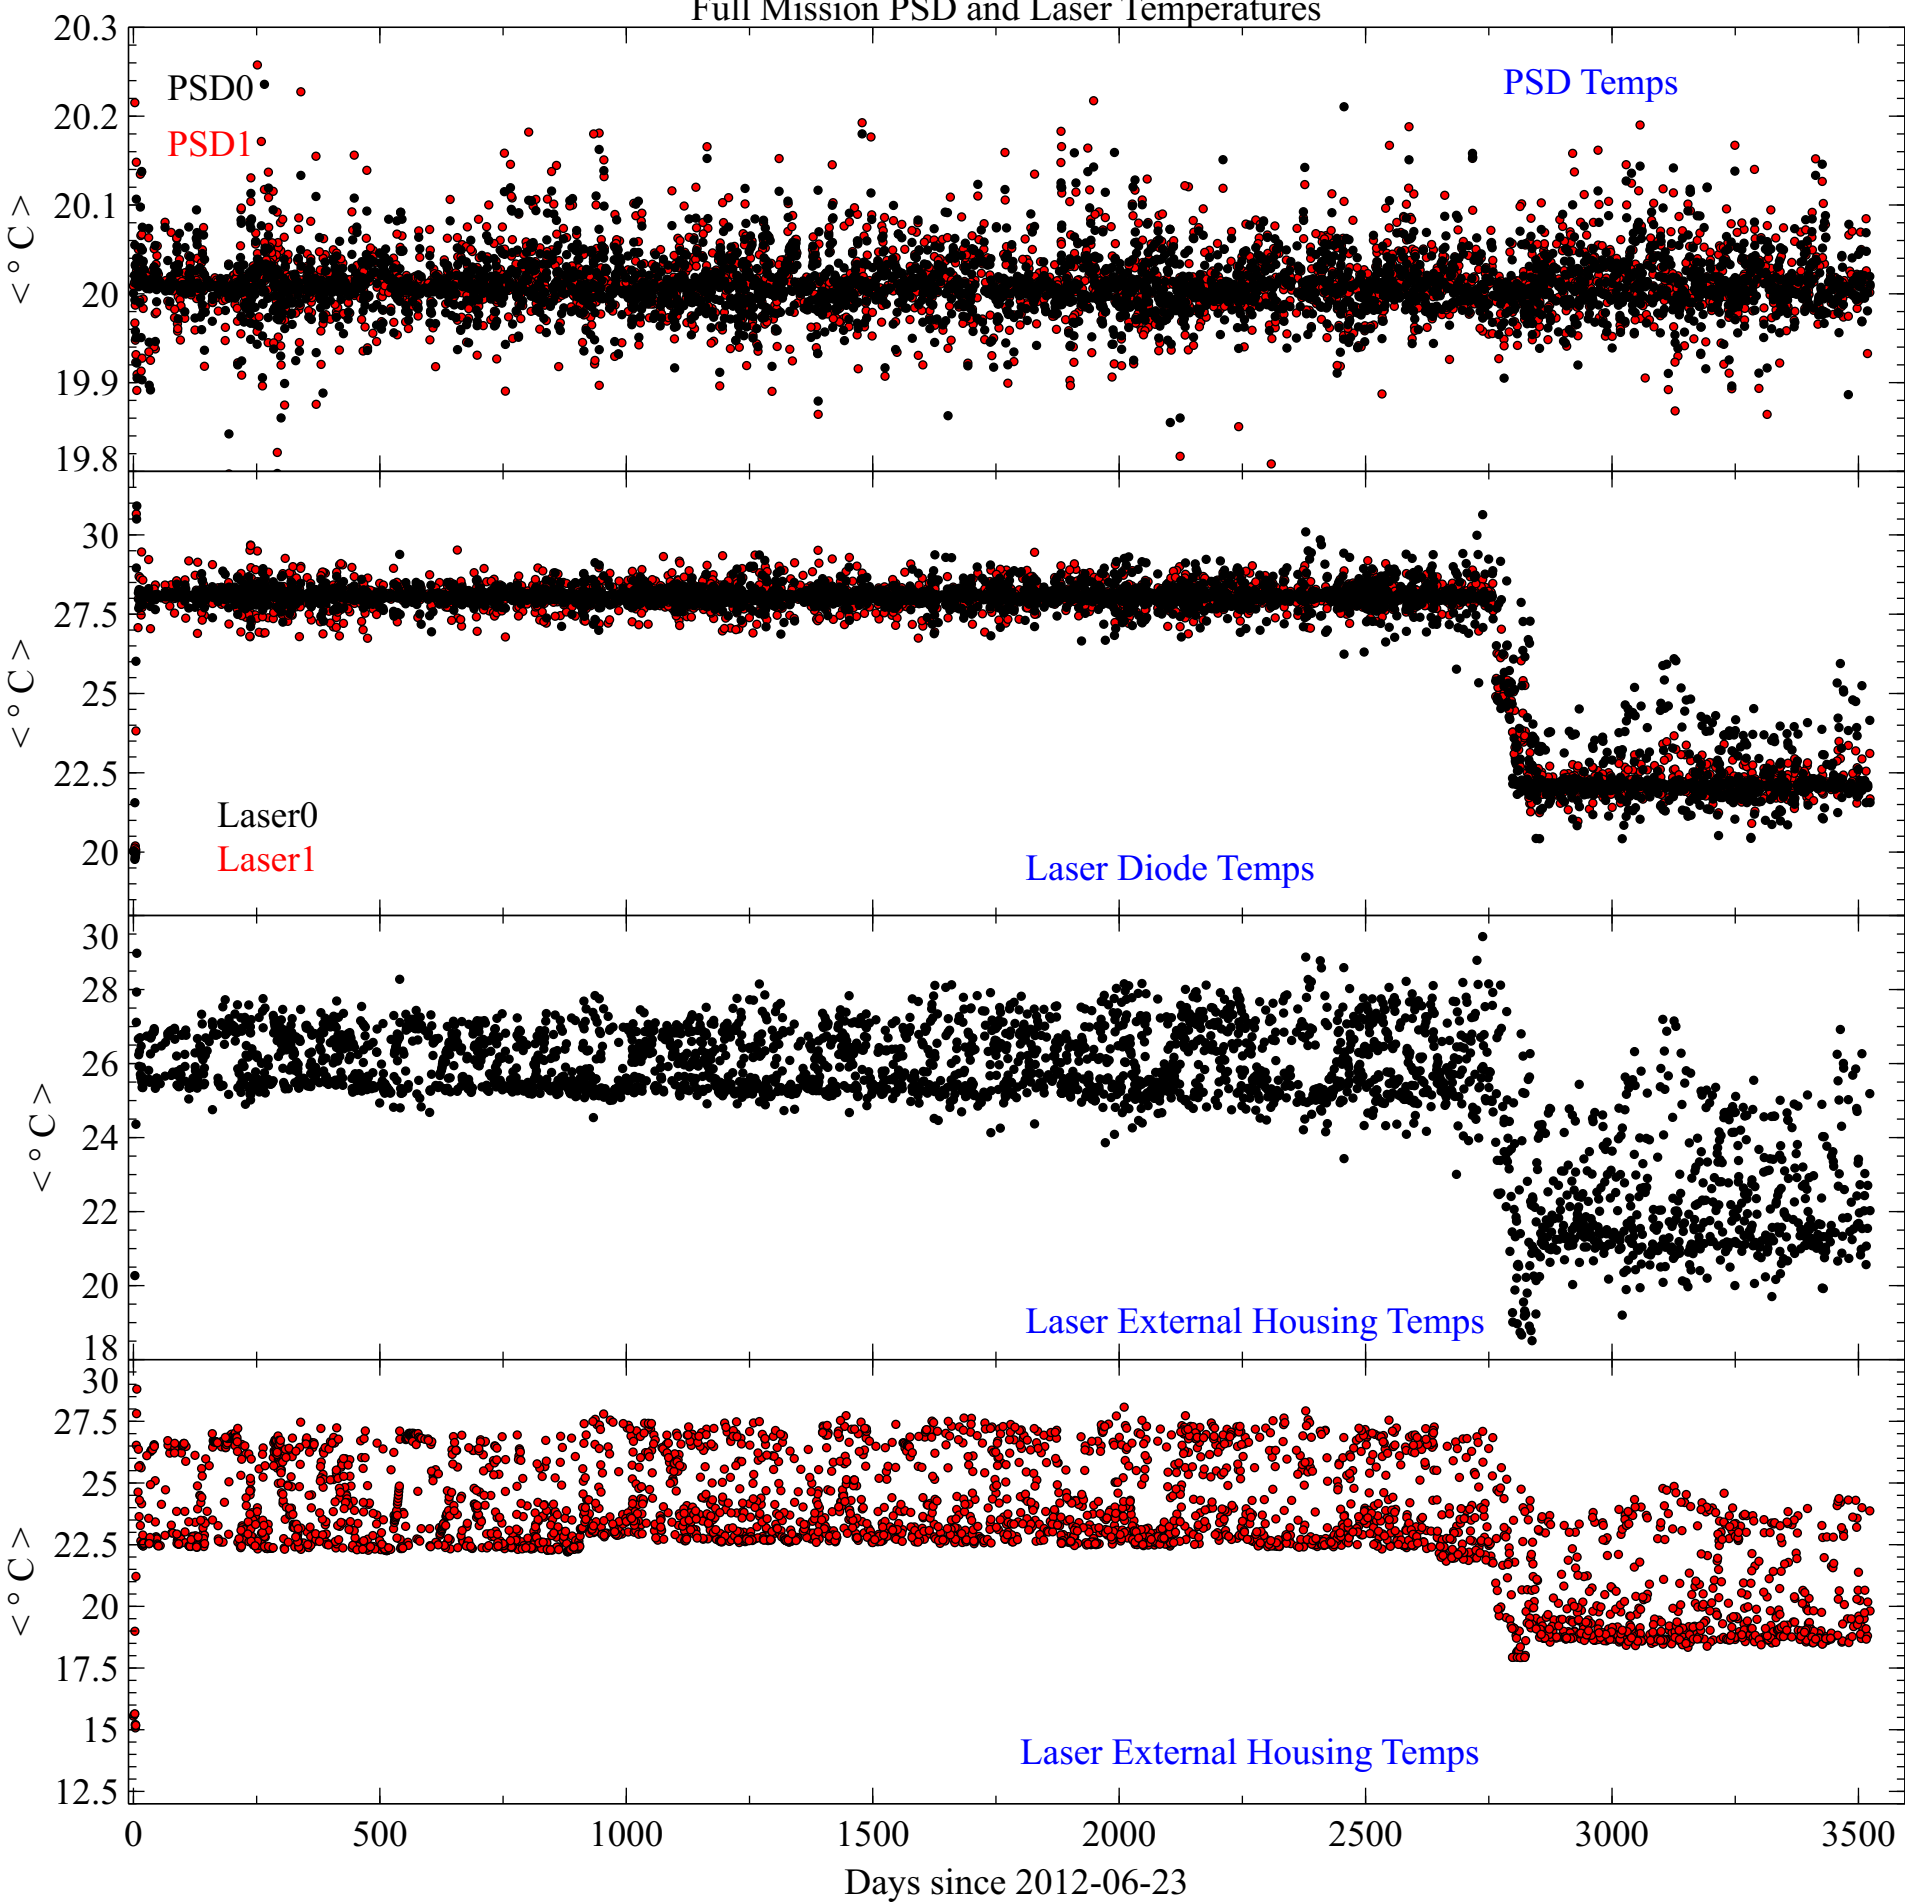 Full Mission PSD and Laser Temperatures
20.3
20.2
20.1
20
19.9
19.8
< ° C >
PSD0
PSD1
PSD Temps
30
27.5
25
22.5
20
< ° C >
Laser0
Laser1
Laser Diode Temps
30
28
26
24
22
20
18
< ° C >
Laser External Housing Temps
30
27.5
25
22.5
20
17.5
15
12.5
< ° C >
Laser External Housing Temps
0 500 1000 1500 2000 2500 3000 3500
Days since 2012-06-23